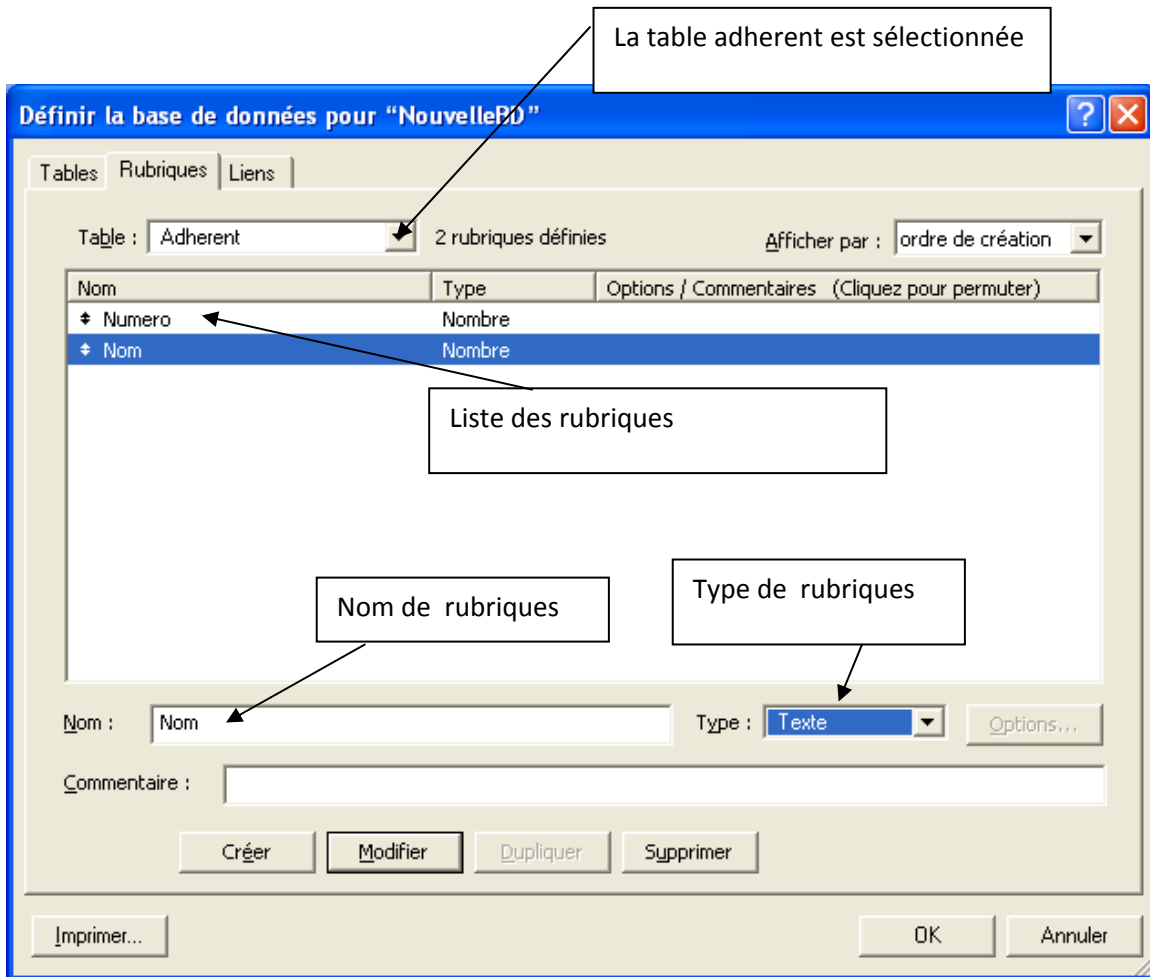 La table adherent est sélectionnée
Définir la base de données pour “NouvelleBD”
Tables Rubriques Liens
Table : Adherent 2 rubriques définies Afficher par : ordre de création
Nom Type Options / Commentaires (Cliquez pour permuter)
Numero Nombre
Nom Nombre
Liste des rubriques
Nom de rubriques
Type de rubriques
Nom : Nom Type : Texte Options...
Commentaire :
Créer Modifier Dupliquer Supprimer
Imprimer... OK Annuler